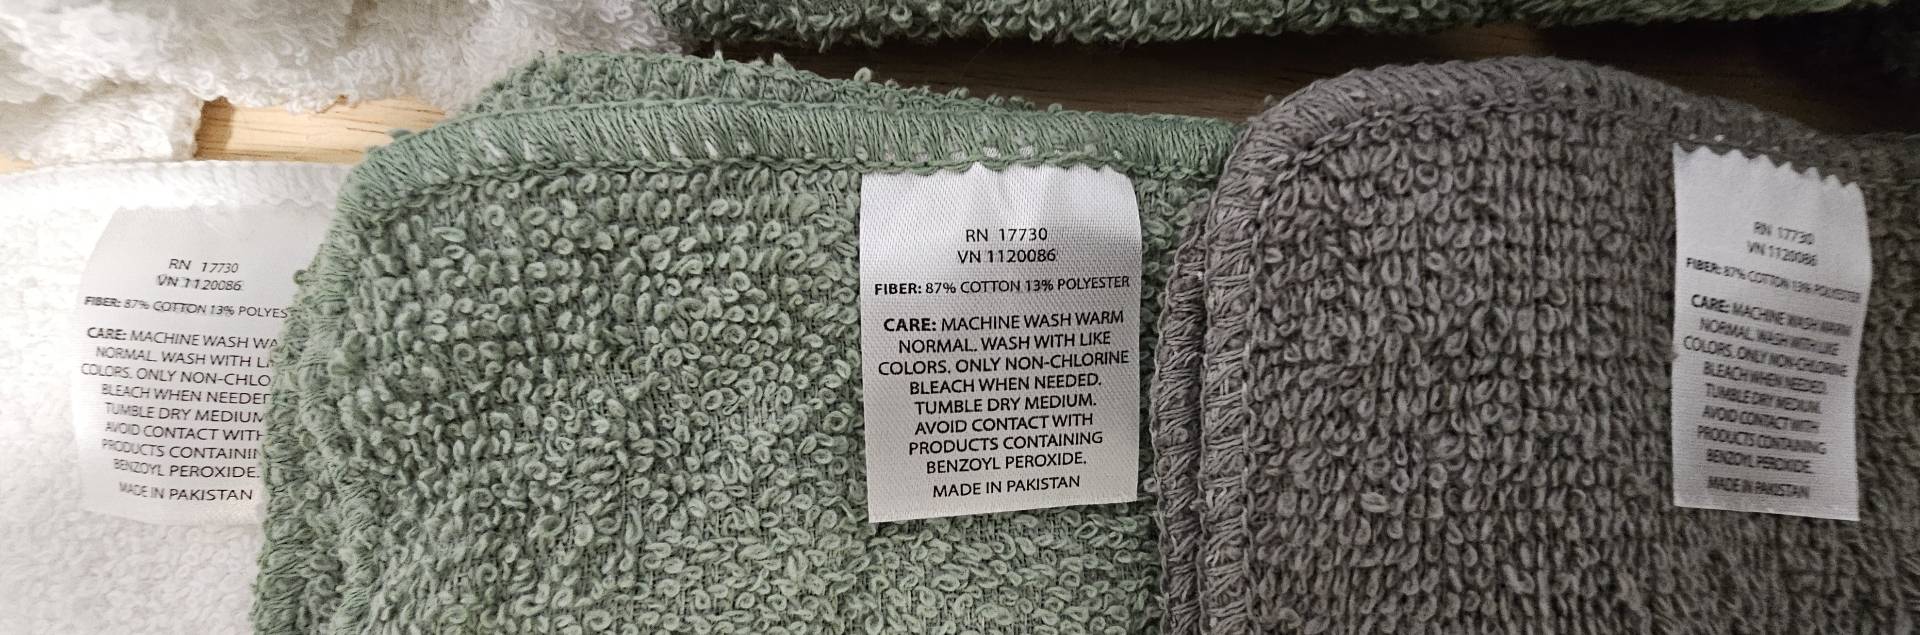 RN 17730
VN 1120086
FIBER: 87% COTTON 13% POLYES
CARE: MACHINE WASH WA
NORMAL. WASH WITH L
COLORS. ONLY NON-CHLO
BLEACH WHEN NEEDED
TUMBLE DRY MEDIUM
AVOID CONTACT WITH
PRODUCTS CONTAININ
BENZOYL PEROXIDE.
MADE IN PAKISTAN
RN 17730
VN 1120086
FIBER: 87% COTTON 13% POLYESTER
CARE: MACHINE WASH WARM
NORMAL. WASH WITH LIKE
COLORS. ONLY NON-CHLORINE
BLEACH WHEN NEEDED.
TUMBLE DRY MEDIUM.
AVOID CONTACT WITH
PRODUCTS CONTAINING
BENZOYL PEROXIDE.
MADE IN PAKISTAN
RN 17730
VN 1120086
FIBER: 87% COTTON 13% POLYESTER
CARE: MACHINE WASH WARM
NORMAL. WASH WITH LIKE
COLORS. ONLY NON-CHLORINE
BLEACH WHEN NEEDED.
TUMBLE DRY MEDIUM.
AVOID CONTACT WITH
PRODUCTS CONTAINING
BENZOYL PEROXIDE.
MADE IN PAKISTAN